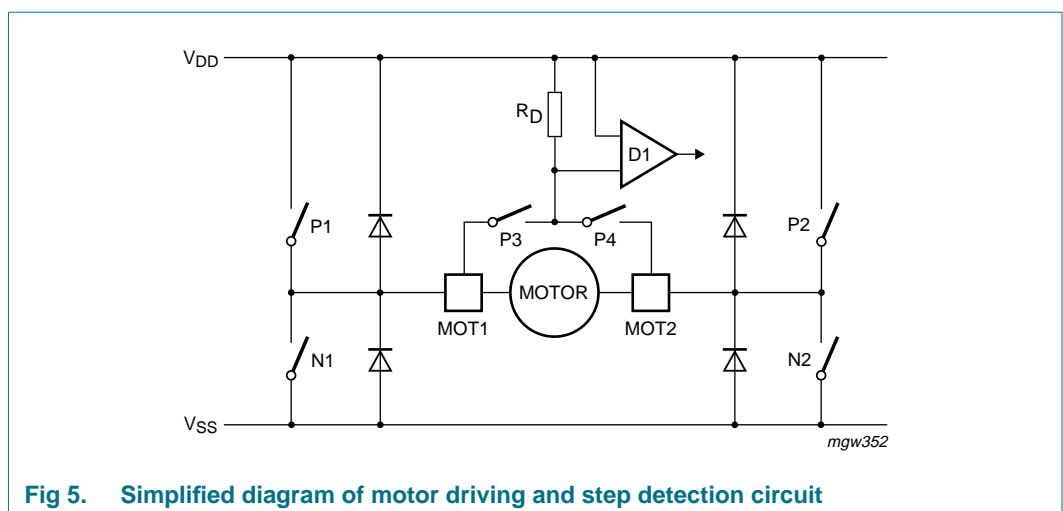 VDD
RD
D1
P1
P3
P4
P2
MOTOR
MOT1
MOT2
N1
N2
VSS
mgw352
Fig 5. Simplified diagram of motor driving and step detection circuit